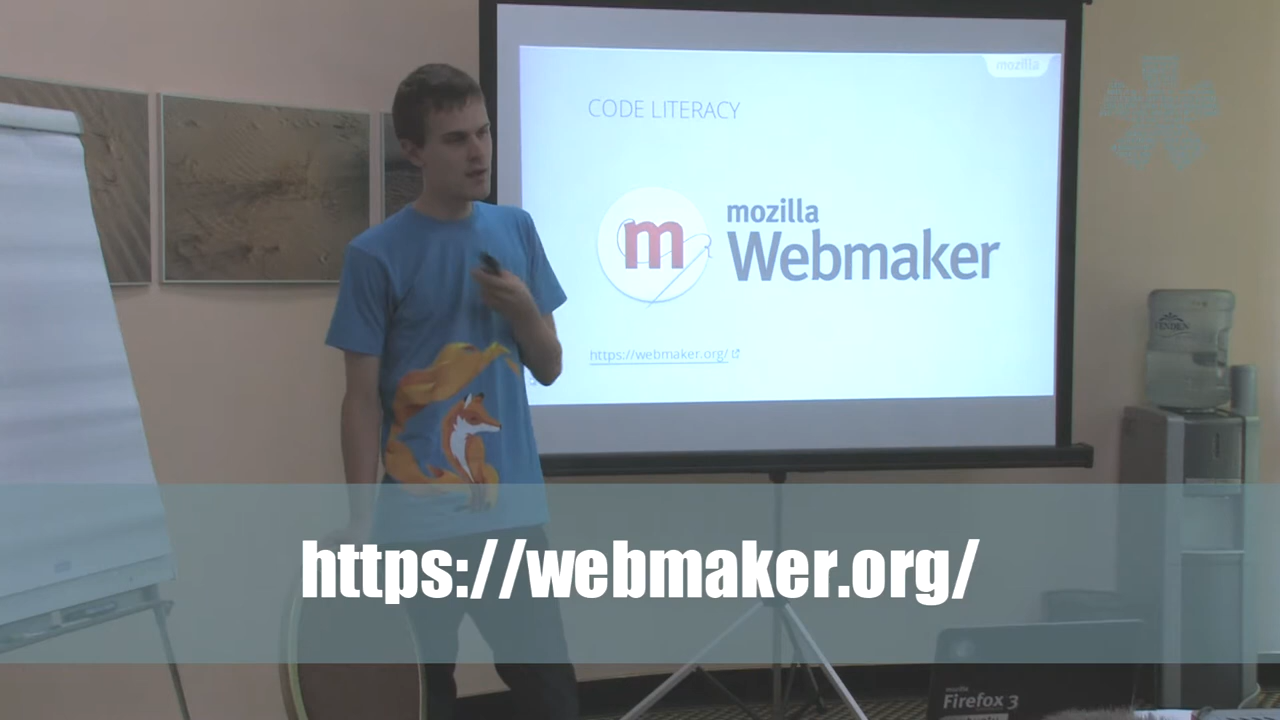 mozilla
CODE LITERACY
m
mozilla
Webmaker
https://webmaker.org/
https://webmaker.org/
mozilla
Firefox 3